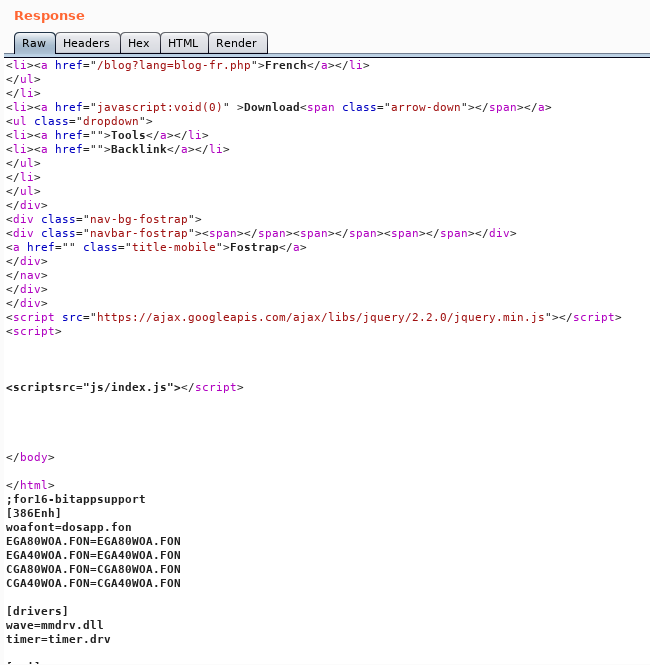 Response
Raw Headers Hex HTML Render
<li><a href="/blog?lang=blog-fr.php">French</a></li>
</ul>
</li>
<li><a href="javascript:void(0)" >Download<span class="arrow-down"></span></a>
<ul class="dropdown">
<li><a href="">Tools</a></li>
<li><a href="">Backlink</a></li>
</ul>
</li>
</ul>
</div>
<div class="nav-bg-fostrap">
<div class="navbar-fostrap"><span></span><span></span><span></span></div>
<a href="" class="title-mobile">Fostrap</a>
</div>
</nav>
</div>
</div>
<script src="https://ajax.googleapis.com/ajax/libs/jquery/2.2.0/jquery.min.js"></script>
<script>
<scriptsrc="js/index.js"></script>
</body>
</html>
;for16-bitappsupport
[386Enh]
woafont=dosapp.fon
EGA80WOA.FON=EGA80WOA.FON
EGA40WOA.FON=EGA40WOA.FON
CGA80WOA.FON=CGA80WOA.FON
CGA40WOA.FON=CGA40WOA.FON
[drivers]
wave=mmdrv.dll
timer=timer.drv